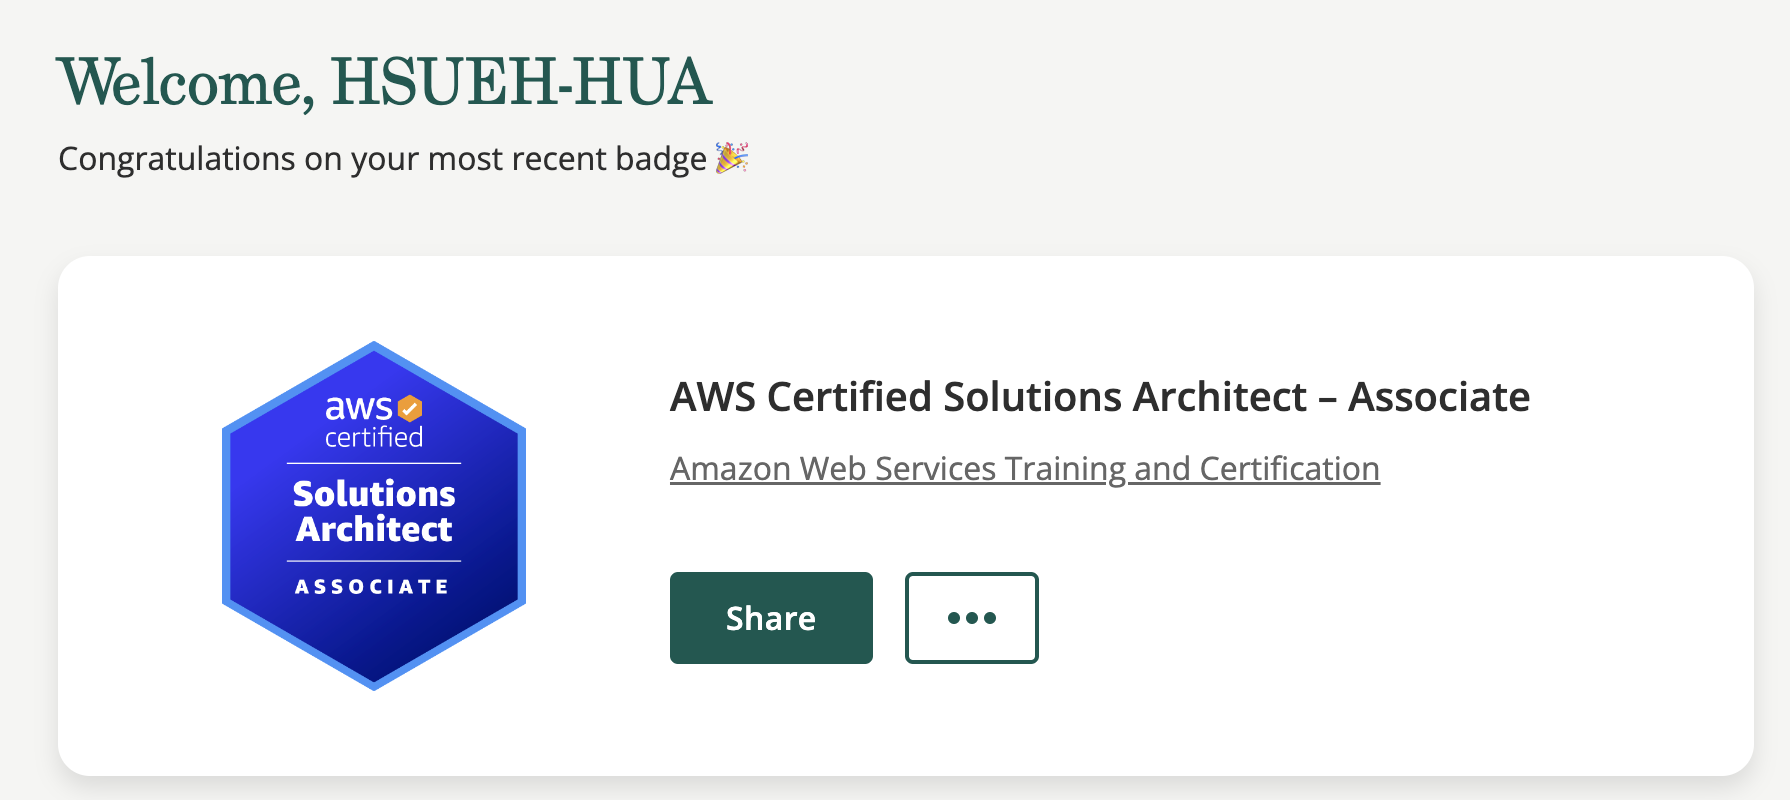 Welcome, HSUEH-HUA
Congratulations on your most recent badge 🎉
aws
certified
Solutions
Architect
ASSOCIATE
AWS Certified Solutions Architect – Associate
Amazon Web Services Training and Certification
Share